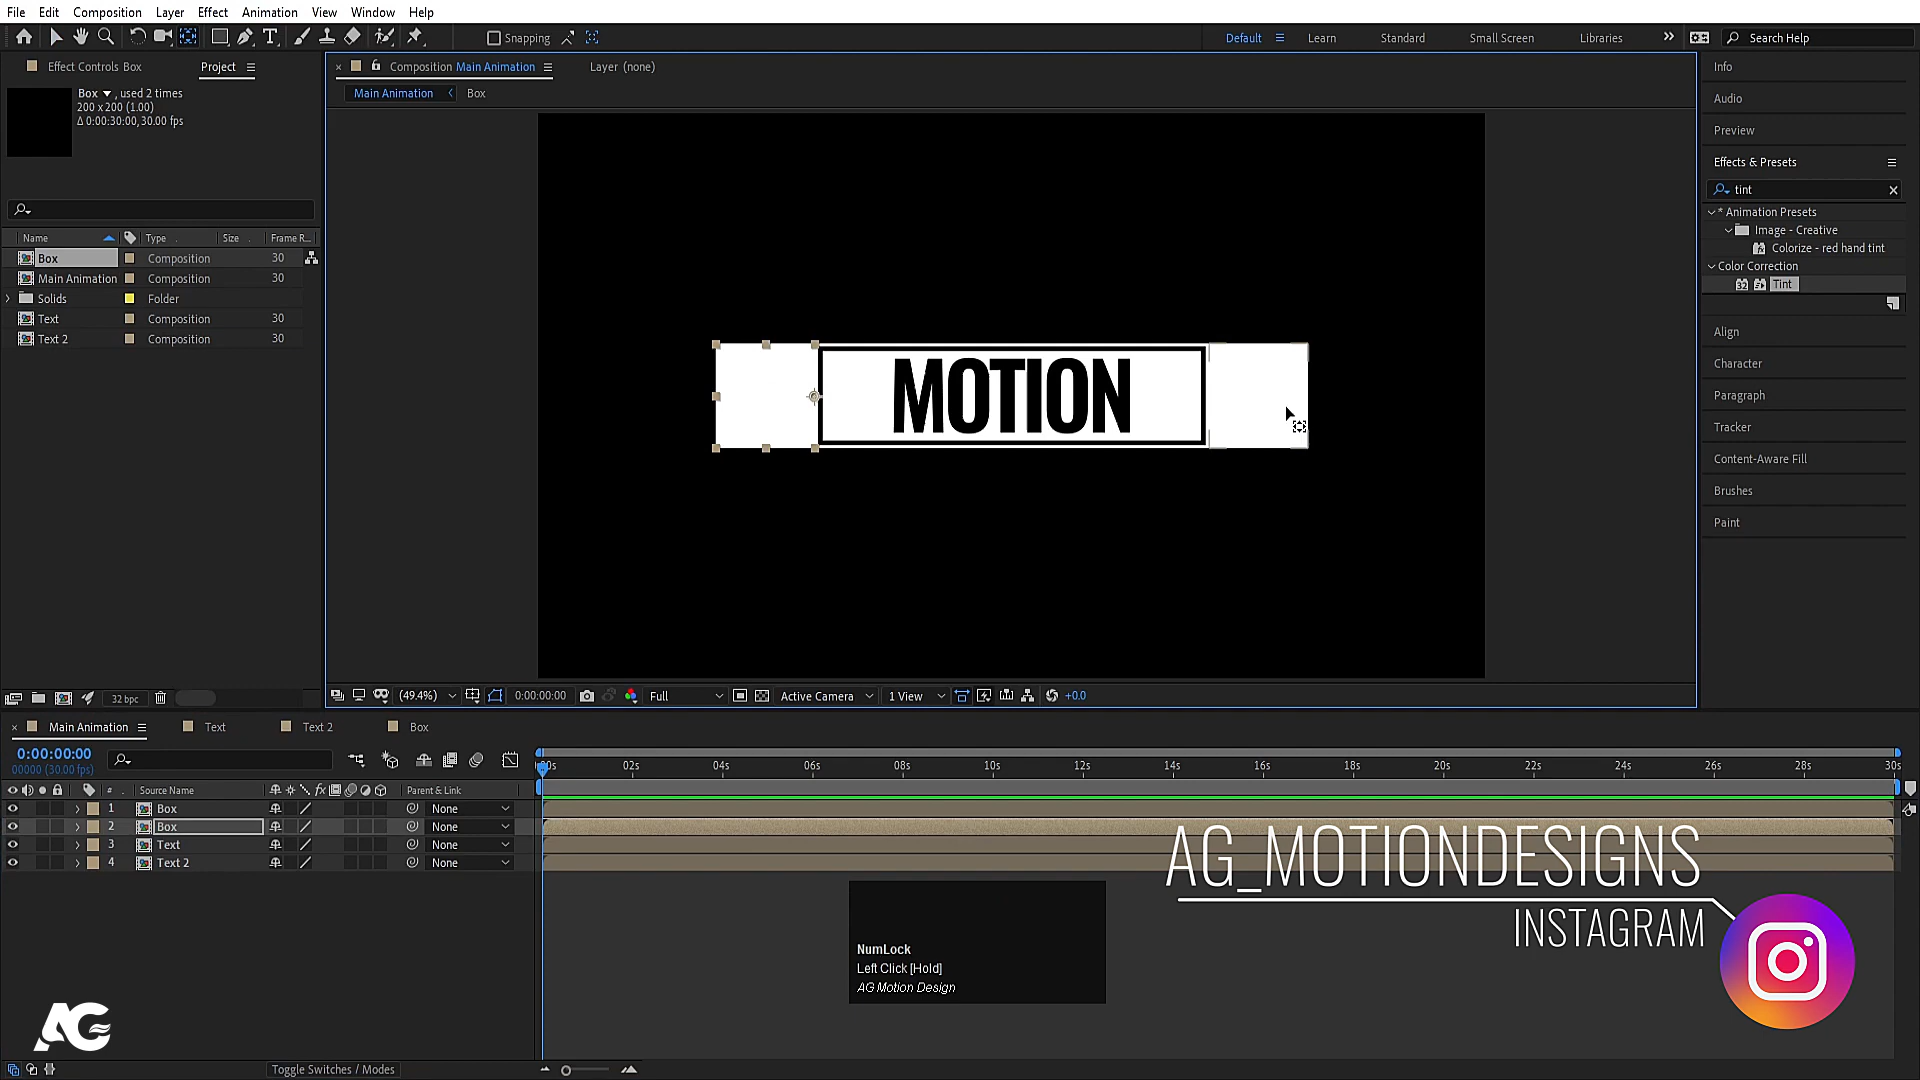 File Edit Composition Layer Effect Animation View Window Help
Snapping Default Learn Standard Small Screen Libraries Search Help
Effect Controls Box Project
Composition Main Animation Layer (none)
Main Animation Box
Box , used 2 times
200 x 200 (1.00)
Δ 0:00:30:00, 30.00 fps
Name Type Size Frame R...
Box Composition 30
Main Animation Composition 30
Solids Folder
Text Composition 30
Text 2 Composition 30
MOTION
Info
Audio
Preview
Effects & Presets
tint
* Animation Presets
Image - Creative
Colorize - red hand tint
Color Correction
32 Tint
Align
Character
Paragraph
Tracker
Content-Aware Fill
Brushes
Paint
32 bpc
(49.4%) 0:00:00:00 Full Active Camera 1 View +0.0
Main Animation Text Text 2 Box
0:00:00:00
00000 (30.00 fps)
00s 02s 04s 06s 08s 10s 12s 14s 16s 18s 20s 22s 24s 26s 28s 30s
# Source Name fx Parent & Link
1 Box None
2 Box None
3 Text None
4 Text 2 None
AG_MOTIONDESIGNS
INSTAGRAM
NumLock
Left Click [Hold]
AG Motion Design
AG
Toggle Switches / Modes